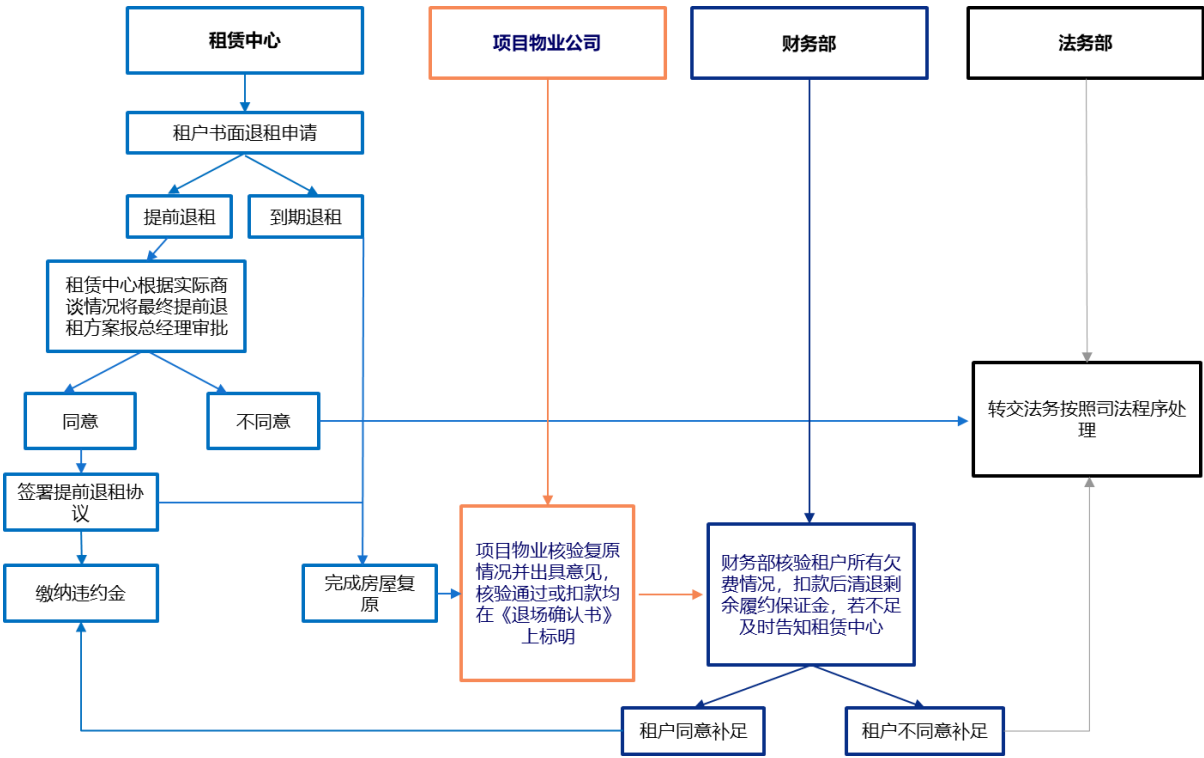 租赁中心
项目物业公司
财务部
法务部
租户书面退租申请
提前退租
到期退租
租赁中心根据实际商
谈情况将最终提前退
租方案报总经理审批
同意
不同意
转交法务按照司法程序处
理
签署提前退租协
议
缴纳违约金
完成房屋复
原
项目物业核验复原
情况并出具意见，
核验通过或扣款均
在《退场确认书》
上标明
财务部核验租户所有欠
费情况，扣款后清退剩
余履约保证金，若不足
及时告知租赁中心
租户同意补足
租户不同意补足